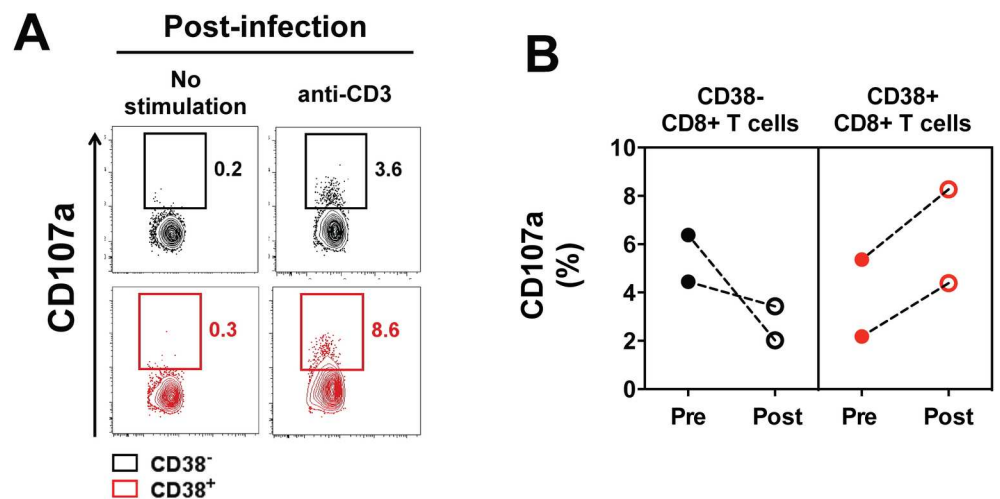 A
Post-infection
No
stimulation
anti-CD3
CD107a
0.2
3.6
0.3
8.6
CD38⁻
CD38⁺
B
CD38-
CD8+ T cells
CD38+
CD8+ T cells
CD107a
(%)
10
8
6
4
2
0
Pre
Post
Pre
Post